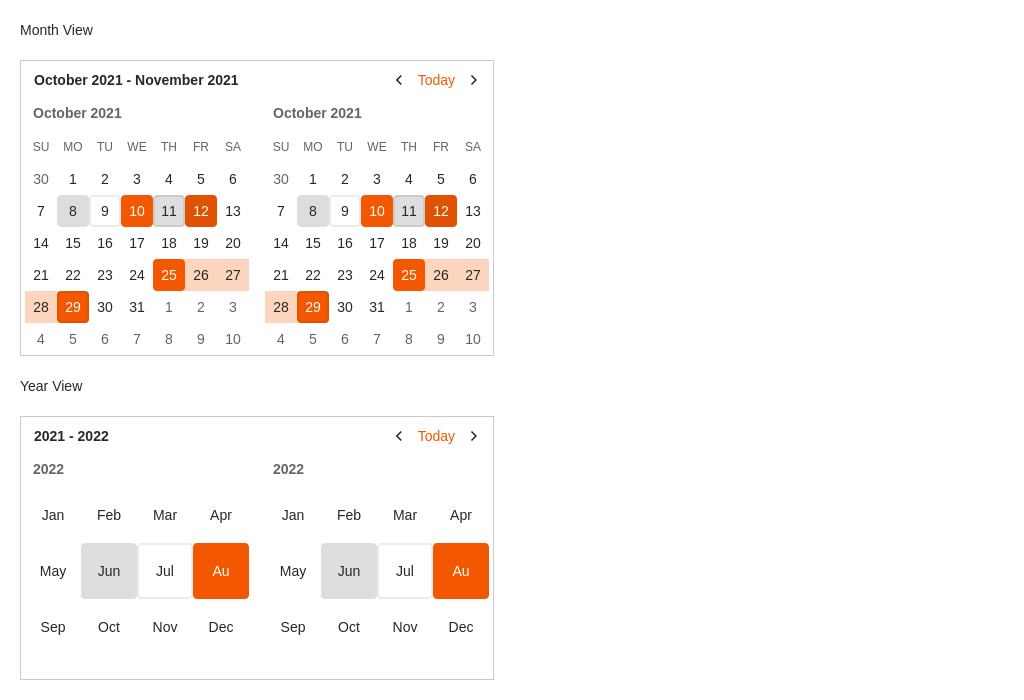 Month View
October 2021 - November 2021 Today
October 2021 October 2021
SU MO TU WE TH FR SA SU MO TU WE TH FR SA
30 1 2 3 4 5 6 30 1 2 3 4 5 6
7 8 9 10 11 12 13 7 8 9 10 11 12 13
14 15 16 17 18 19 20 14 15 16 17 18 19 20
21 22 23 24 25 26 27 21 22 23 24 25 26 27
28 29 30 31 1 2 3 28 29 30 31 1 2 3
4 5 6 7 8 9 10 4 5 6 7 8 9 10
Year View
2021 - 2022 Today
2022 2022
Jan Feb Mar Apr Jan Feb Mar Apr
May Jun Jul Au May Jun Jul Au
Sep Oct Nov Dec Sep Oct Nov Dec